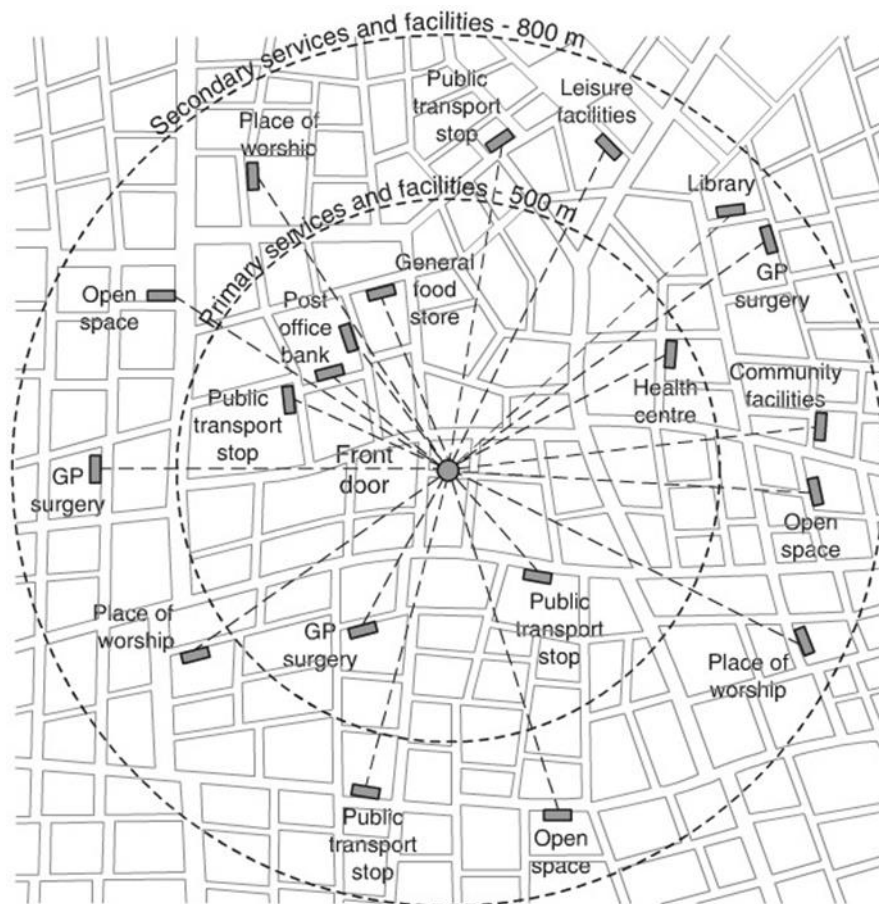 Secondary services and facilities - 800 m
Public
transport
stop
Leisure
facilities
Place of
worship
Library
Primary services and facilities - 500 m
GP
surgery
Open
space
General
food
store
Post
office
bank
Health
centre
Community
facilities
Public
transport
stop
Front
door
GP
surgery
Open
space
Place of
worship
GP
surgery
Public
transport
stop
Place of
worship
Public
transport
stop
Open
space